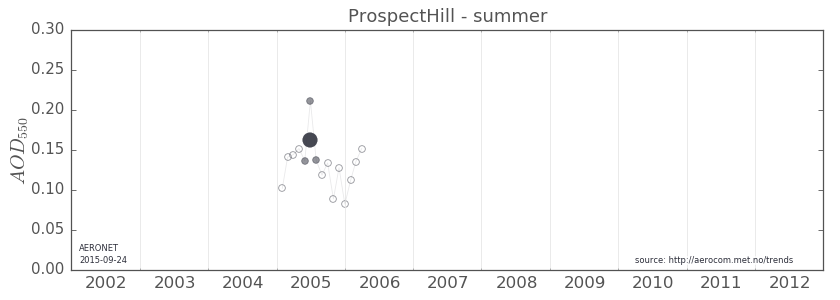 ProspectHill - summer
0.30
0.25
0.20
0.15
0.10
0.05
0.00
AOD550
AERONET
2015-09-24
source: http://aerocom.met.no/trends
2002 2003 2004 2005 2006 2007 2008 2009 2010 2011 2012